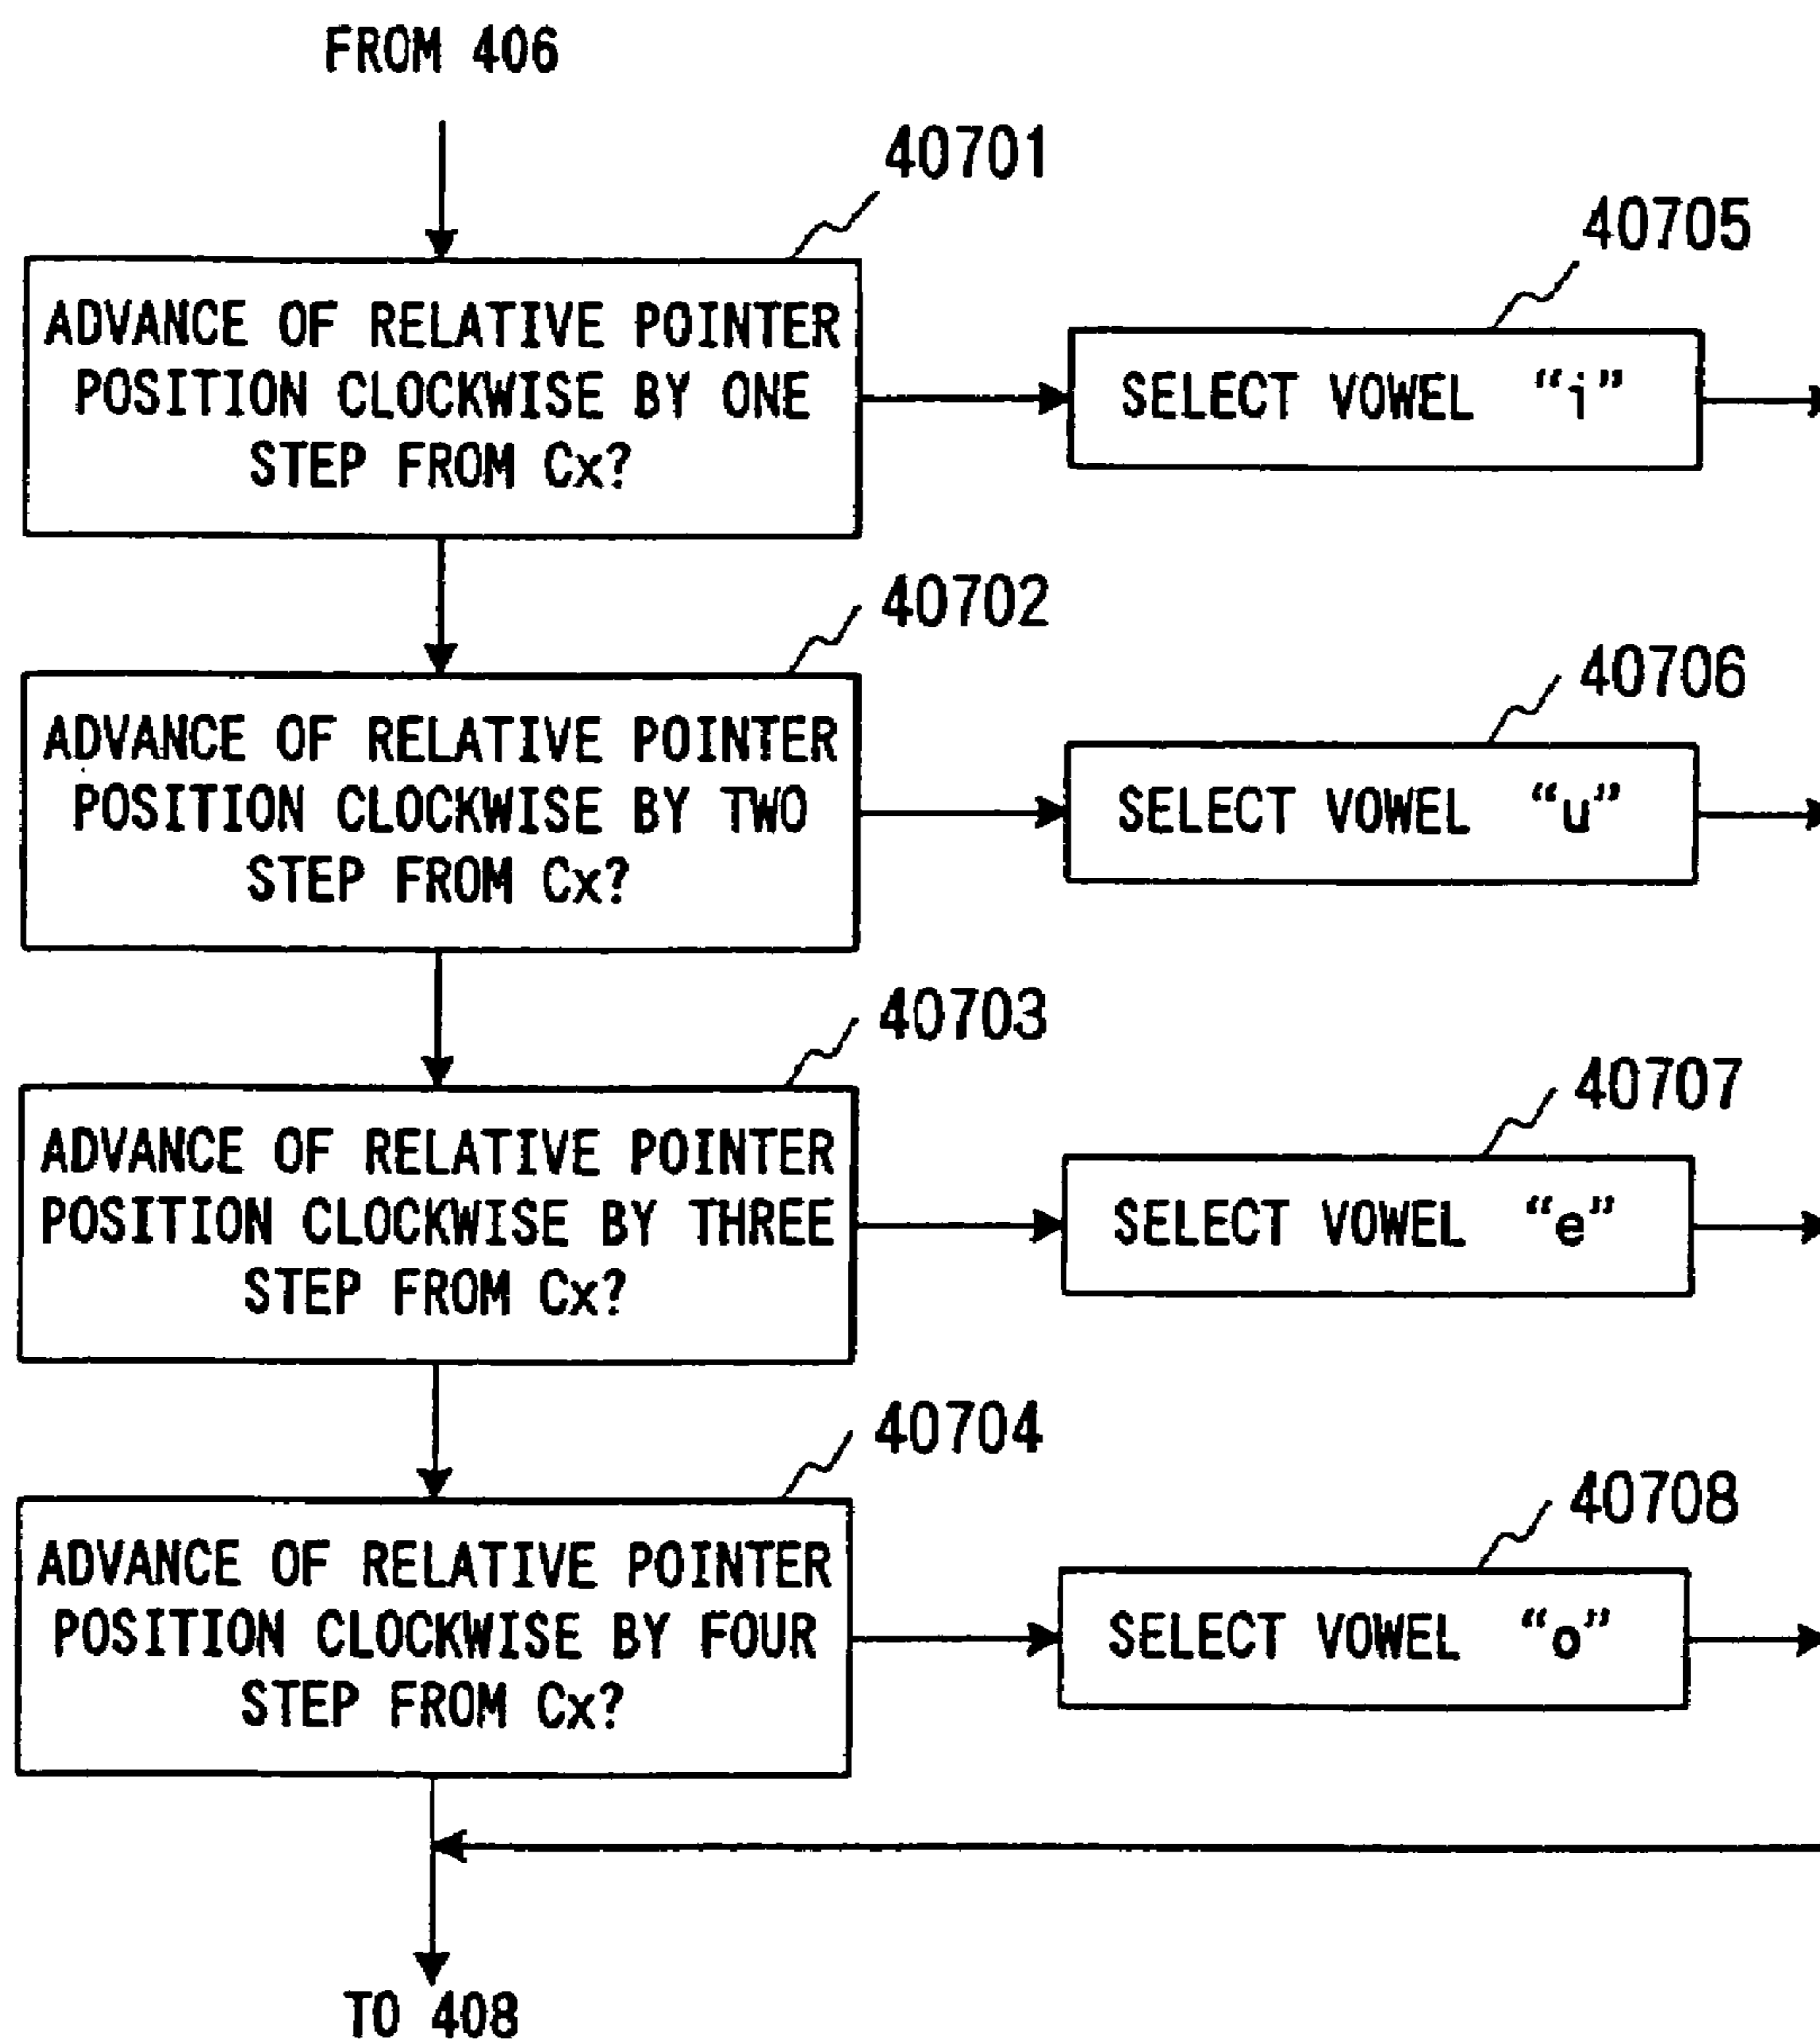 FROM 406
40701
ADVANCE OF RELATIVE POINTER
POSITION CLOCKWISE BY ONE
STEP FROM Cx?
40705
SELECT VOWEL "i"
40702
ADVANCE OF RELATIVE POINTER
POSITION CLOCKWISE BY TWO
STEP FROM Cx?
40706
SELECT VOWEL "u"
40703
ADVANCE OF RELATIVE POINTER
POSITION CLOCKWISE BY THREE
STEP FROM Cx?
40707
SELECT VOWEL "e"
40704
ADVANCE OF RELATIVE POINTER
POSITION CLOCKWISE BY FOUR
STEP FROM Cx?
40708
SELECT VOWEL "o"
TO 408